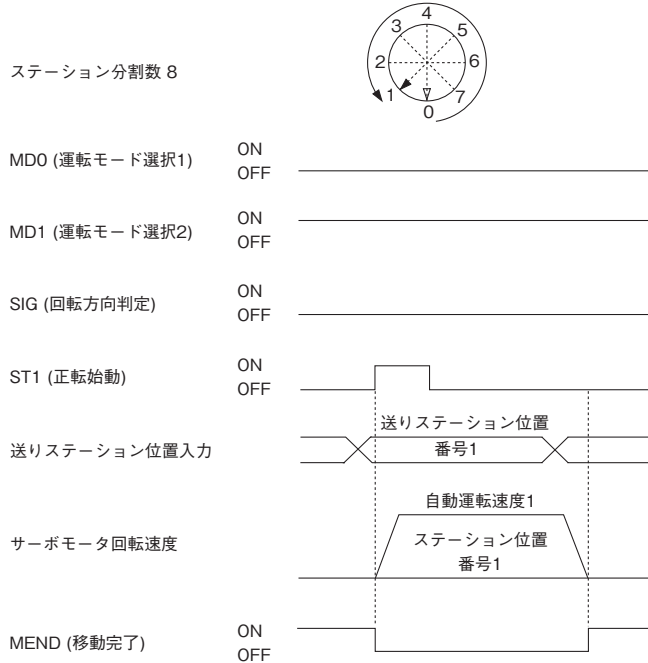 ステーション分割数 8
4
3
5
2
6
1
7
0
MD0 (運転モード選択1)
ON
OFF
MD1 (運転モード選択2)
ON
OFF
SIG (回転方向判定)
ON
OFF
ST1 (正転始動)
ON
OFF
送りステーション位置入力
送りステーション位置
番号1
サーボモータ回転速度
自動運転速度1
ステーション位置
番号1
MEND (移動完了)
ON
OFF